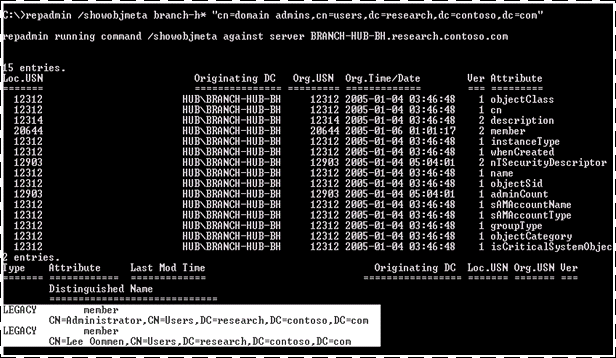 C:\>repadmin /showobjmeta branch-h* "cn=domain admins,cn=users,dc=research,dc=contoso,dc=com"
repadmin running command /showobjmeta against server BRANCH-HUB-BH.research.contoso.com
15 entries.
Loc.USN Originating DC Org.USN Org.Time/Date Ver Attribute
======= =============== ======= ============= === =========
12312 HUB\BRANCH-HUB-BH 12312 2005-01-04 03:46:48 1 objectClass
12312 HUB\BRANCH-HUB-BH 12312 2005-01-04 03:46:48 1 cn
12314 HUB\BRANCH-HUB-BH 12314 2005-01-04 03:46:48 2 description
20644 HUB\BRANCH-HUB-BH 20644 2005-01-06 01:01:17 2 member
12312 HUB\BRANCH-HUB-BH 12312 2005-01-04 03:46:48 1 instanceType
12312 HUB\BRANCH-HUB-BH 12312 2005-01-04 03:46:48 1 whenCreated
12903 HUB\BRANCH-HUB-BH 12903 2005-01-04 05:04:01 2 nTSecurityDescriptor
12312 HUB\BRANCH-HUB-BH 12312 2005-01-04 03:46:48 1 name
12312 HUB\BRANCH-HUB-BH 12312 2005-01-04 03:46:48 1 objectSid
12903 HUB\BRANCH-HUB-BH 12903 2005-01-04 05:04:01 1 adminCount
12312 HUB\BRANCH-HUB-BH 12312 2005-01-04 03:46:48 1 sAMAccountName
12312 HUB\BRANCH-HUB-BH 12312 2005-01-04 03:46:48 1 sAMAccountType
12312 HUB\BRANCH-HUB-BH 12312 2005-01-04 03:46:48 1 groupType
12312 HUB\BRANCH-HUB-BH 12312 2005-01-04 03:46:48 1 objectCategory
12312 HUB\BRANCH-HUB-BH 12312 2005-01-04 03:46:48 1 isCriticalSystemObjec
2 entries.
Type Attribute Last Mod Time Originating DC Loc.USN Org.USN Ver
======= ============ ============= ================= ======= ======= ===
Distinguished Name
=============================
LEGACY member
CN=Administrator,CN=Users,DC=research,DC=contoso,DC=com
LEGACY member
CN=Lee Oommen,CN=Users,DC=research,DC=contoso,DC=com